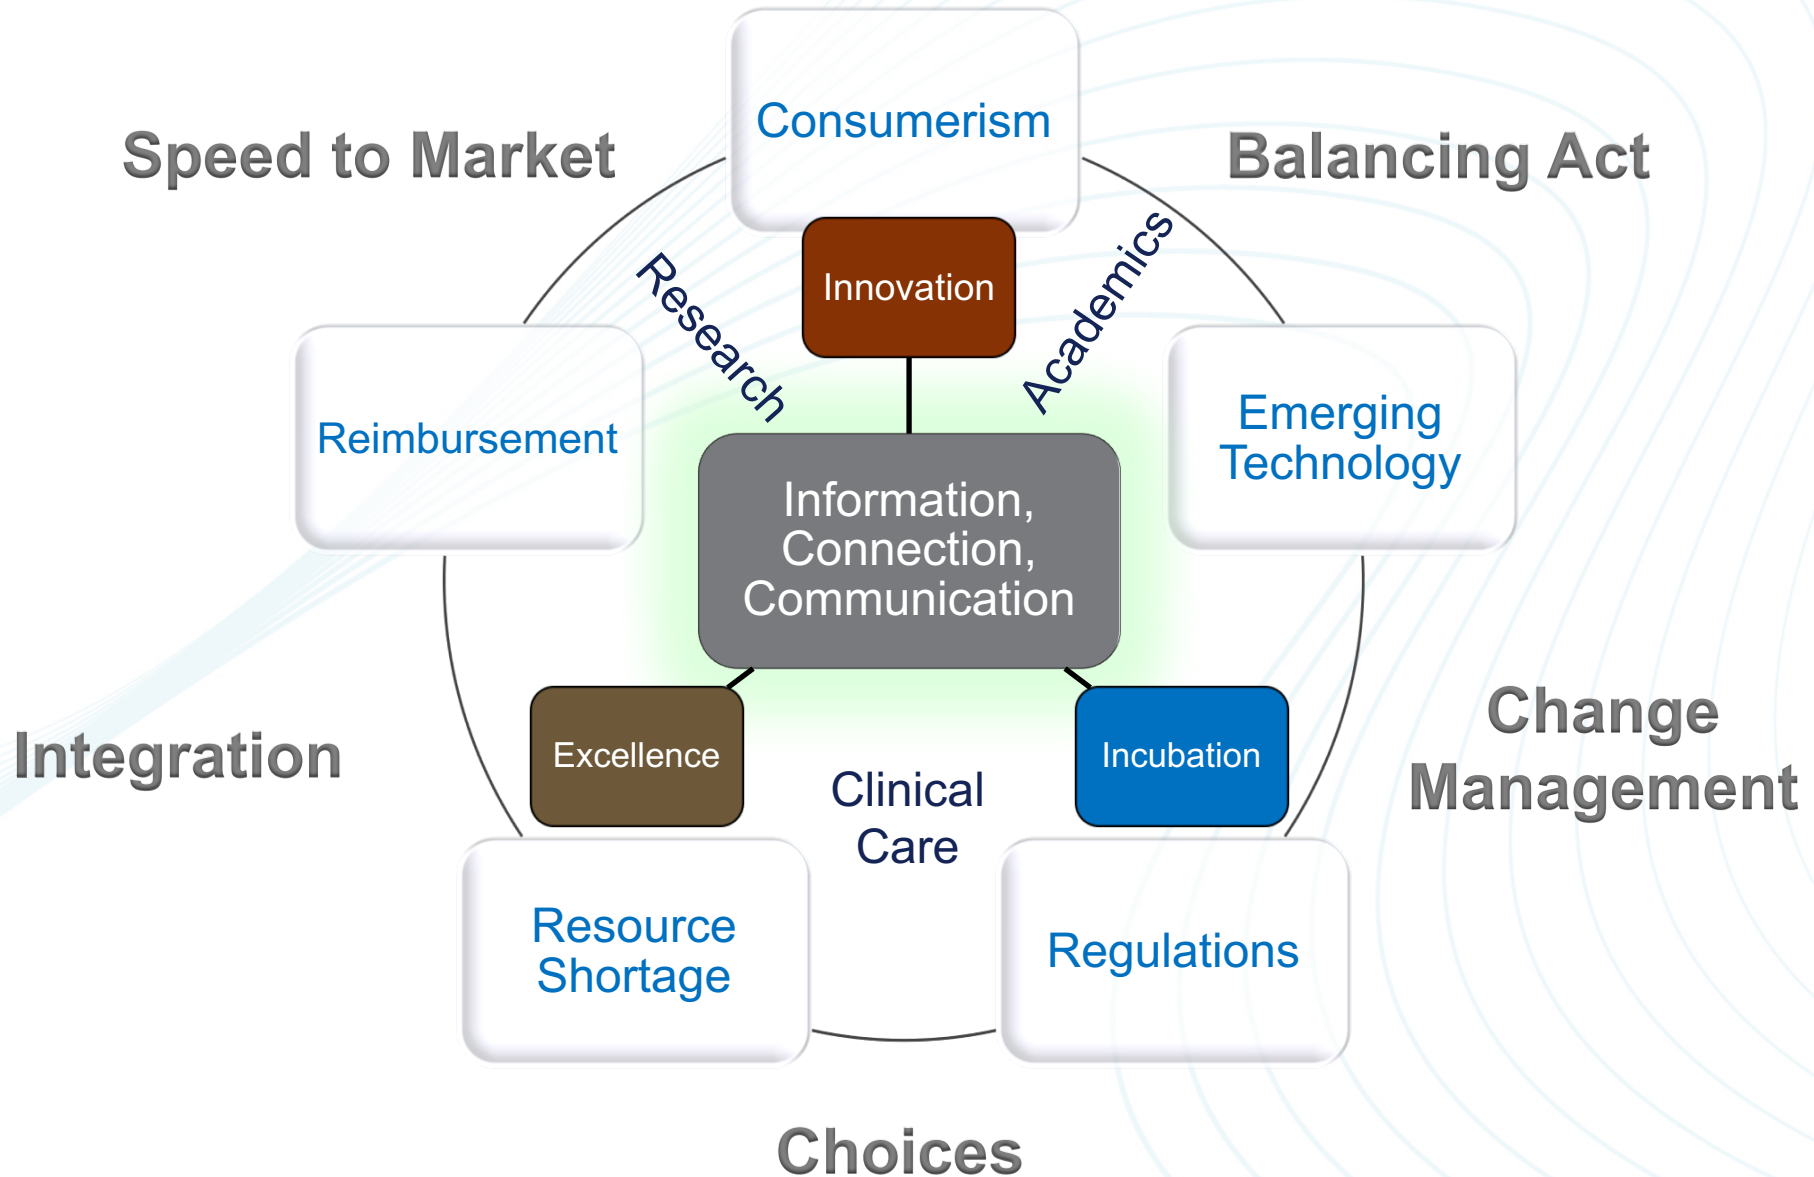 Consumerism
Speed to Market
Balancing Act
Innovation
Research
Academics
Reimbursement
Emerging
Technology
Information,
Connection,
Communication
Integration
Excellence
Incubation
Change
Management
Clinical
Care
Resource
Shortage
Regulations
Choices